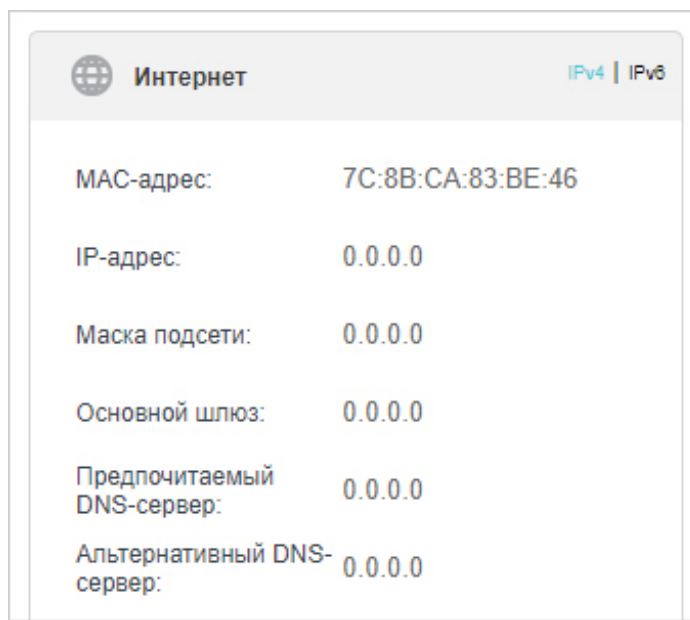 Интернет IPv4 | IPv6
MAC-адрес: 7C:8B:CA:83:BE:46
IP-адрес: 0.0.0.0
Маска подсети: 0.0.0.0
Основной шлюз: 0.0.0.0
Предпочитаемый
DNS-сервер: 0.0.0.0
Альтернативный DNS-
сервер: 0.0.0.0